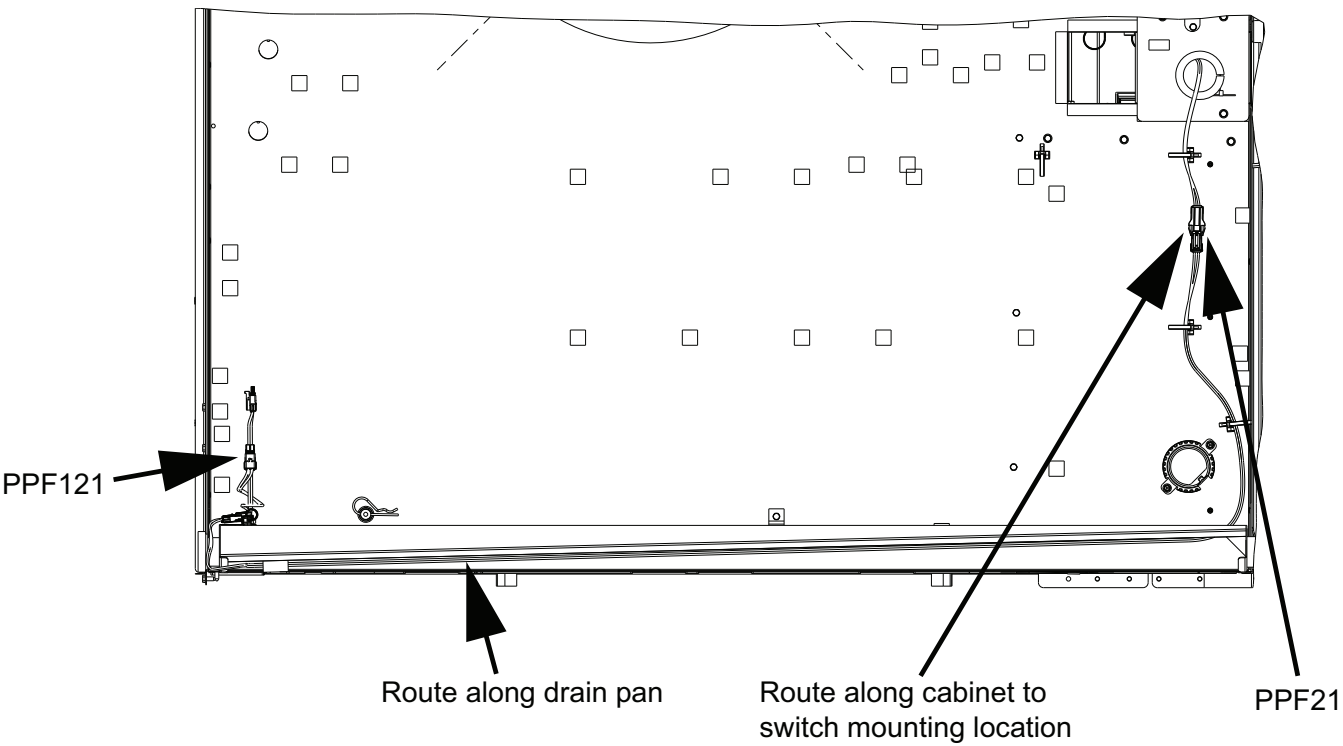 PPF121
Route along drain pan
Route along cabinet to
switch mounting location
PPF21